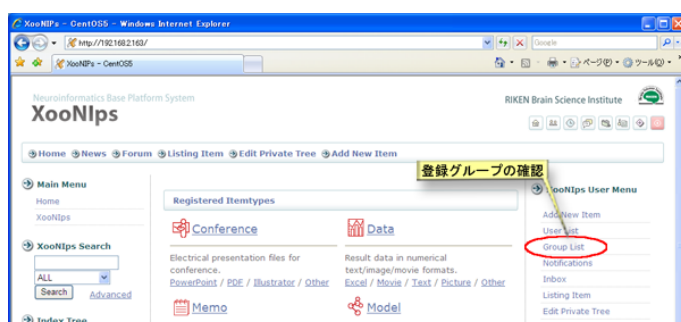 XooNIPs - CentOS5 - Windows Internet Explorer
http://192.168.2.163/
Google
XooNIPs - CentOS5
ページ(P)
ツール(O)
Neuroinformatics Base Platform System
XooNIps
RIKEN Brain Science Institute
Home News Forum Listing Item Edit Private Tree Add New Item
登録グループの確認
Main Menu
Home
XooNIps
XooNIps Search
ALL
Search Advanced
Index Tree
Registered Itemtypes
Conference
Electrical presentation files for
conference.
PowerPoint / PDF / Illustrator / Other
Data
Result data in numerical
text/image/movie formats.
Excel / Movie / Text / Picture / Other
Memo
Model
XooNIps User Menu
Add New Item
User List
Group List
Notifications
Inbox
Listing Item
Edit Private Tree